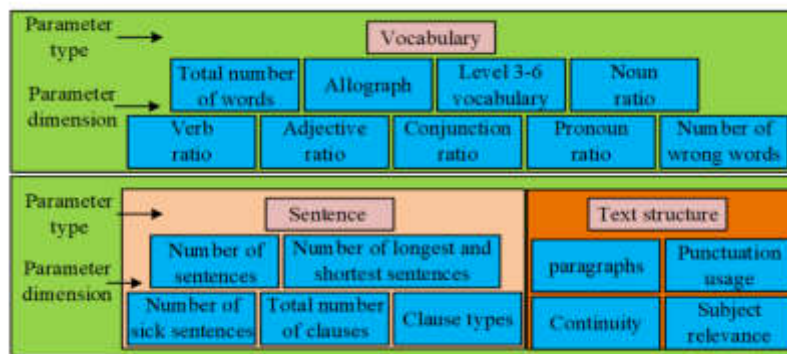 Parameter
type
Vocabulary
Parameter
dimension
Total number
of words
Allograph
Level 3-6
vocabulary
Noun
ratio
Verb
ratio
Adjective
ratio
Conjunction
ratio
Pronoun
ratio
Number of
wrong words
Parameter
type
Sentence
Text structure
Parameter
dimension
Number of
sentences
Number of longest and
shortest sentences
paragraphs
Punctuation
usage
Number of
sick sentences
Total number
of clauses
Clause types
Continuity
Subject
relevance